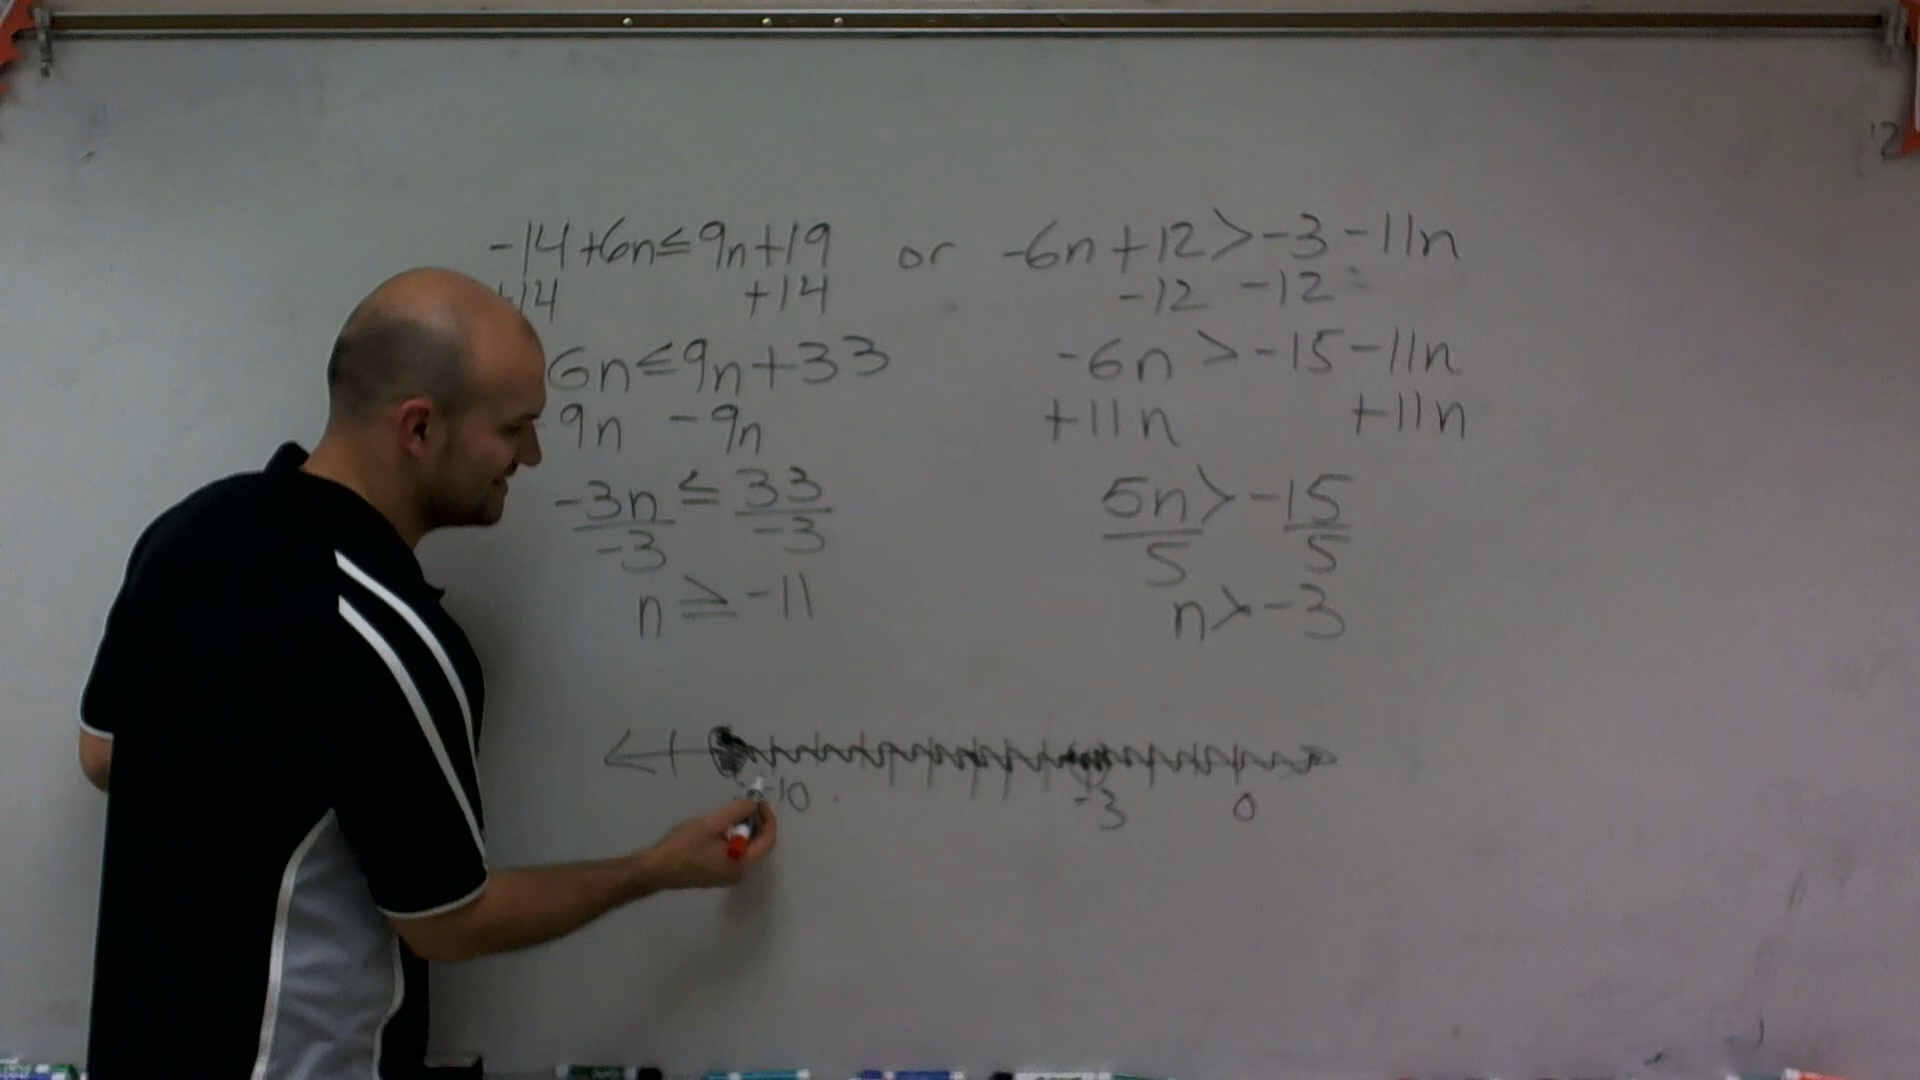 -14+6n≤9n+19 or -6n+12>-3-11n
+14 +14 -12 -12
6n≤9n+33 -6n>-15-11n
-9n -9n +11n +11n
-3n≤33 5n>-15
-3 -3 5 5
n≥-11 n>-3
-10 -3 0
12